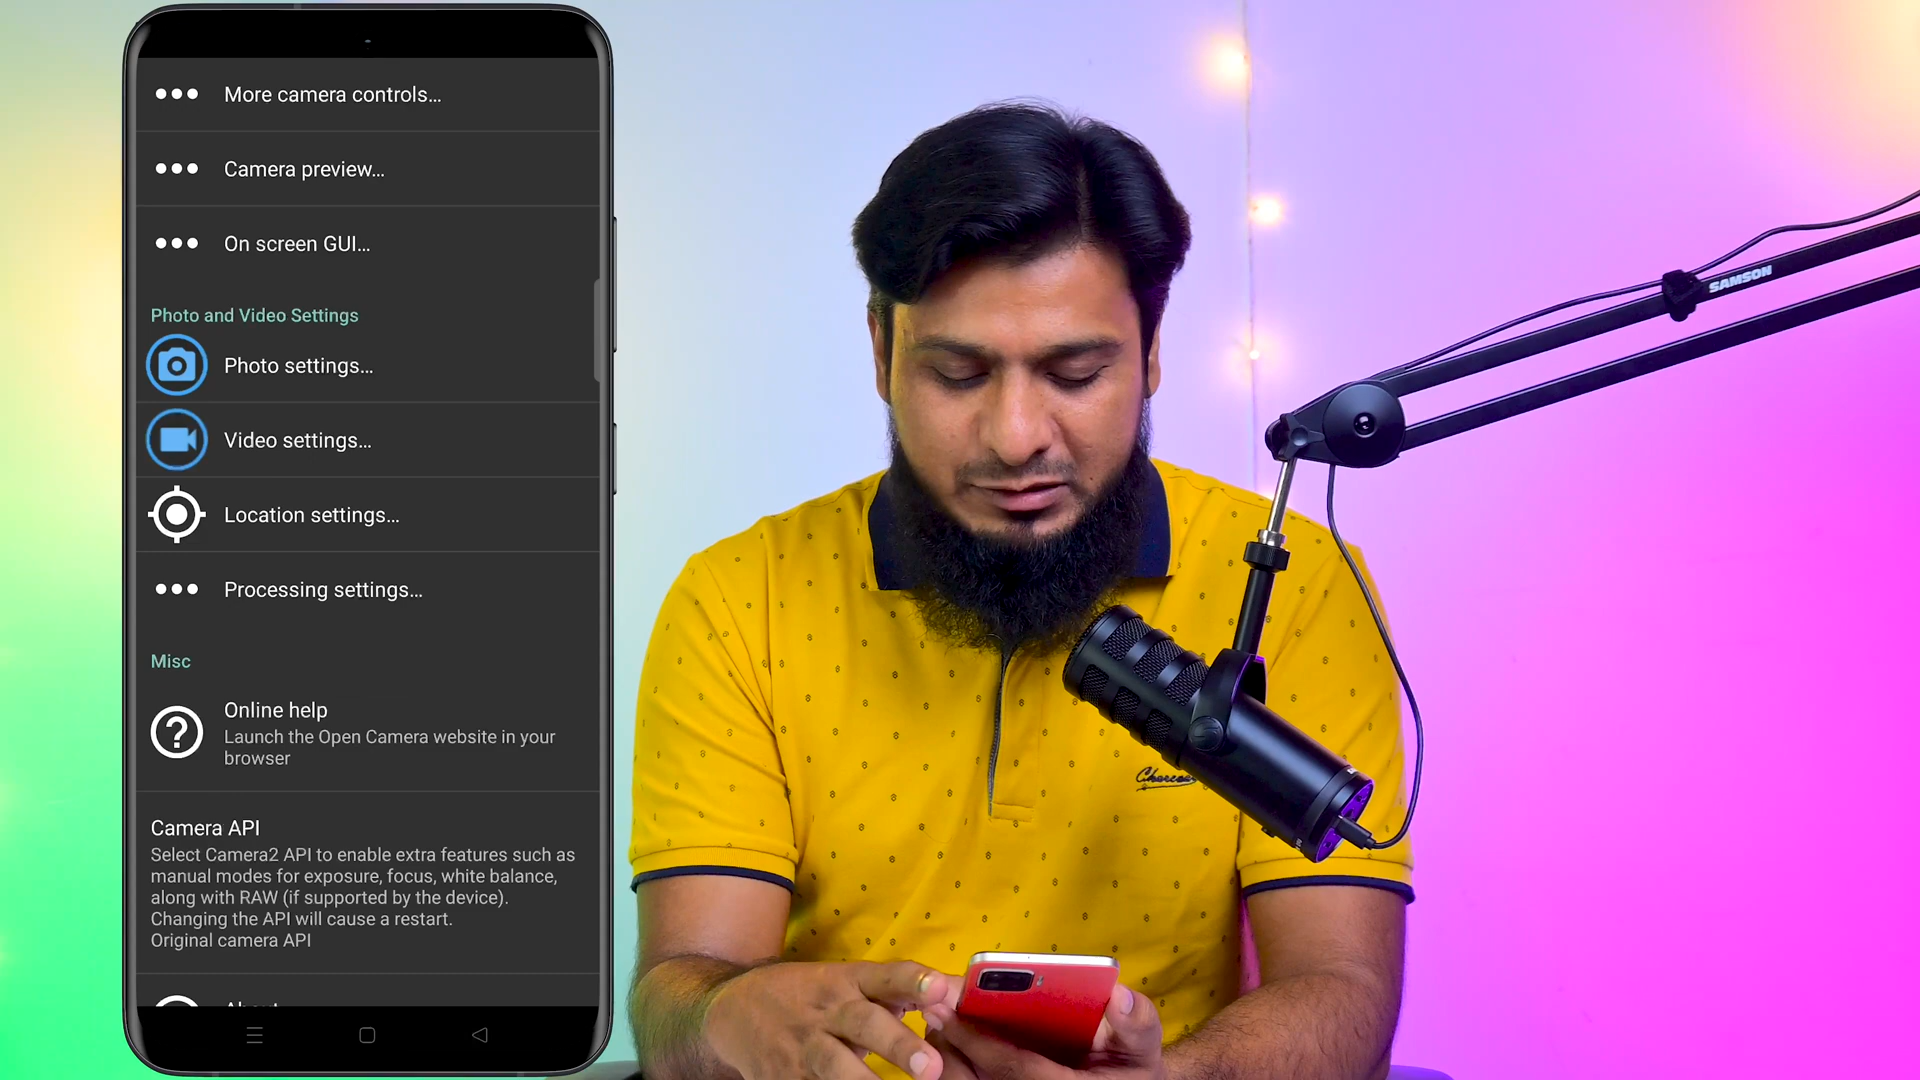 More camera controls...
Camera preview...
On screen GUI...
Photo and Video Settings
Photo settings...
Video settings...
Location settings...
Processing settings...
Misc
Online help
Launch the Open Camera website in your
browser
Camera API
Select Camera2 API to enable extra features such as
manual modes for exposure, focus, white balance,
along with RAW (if supported by the device).
Changing the API will cause a restart.
Original camera API
SAMSON